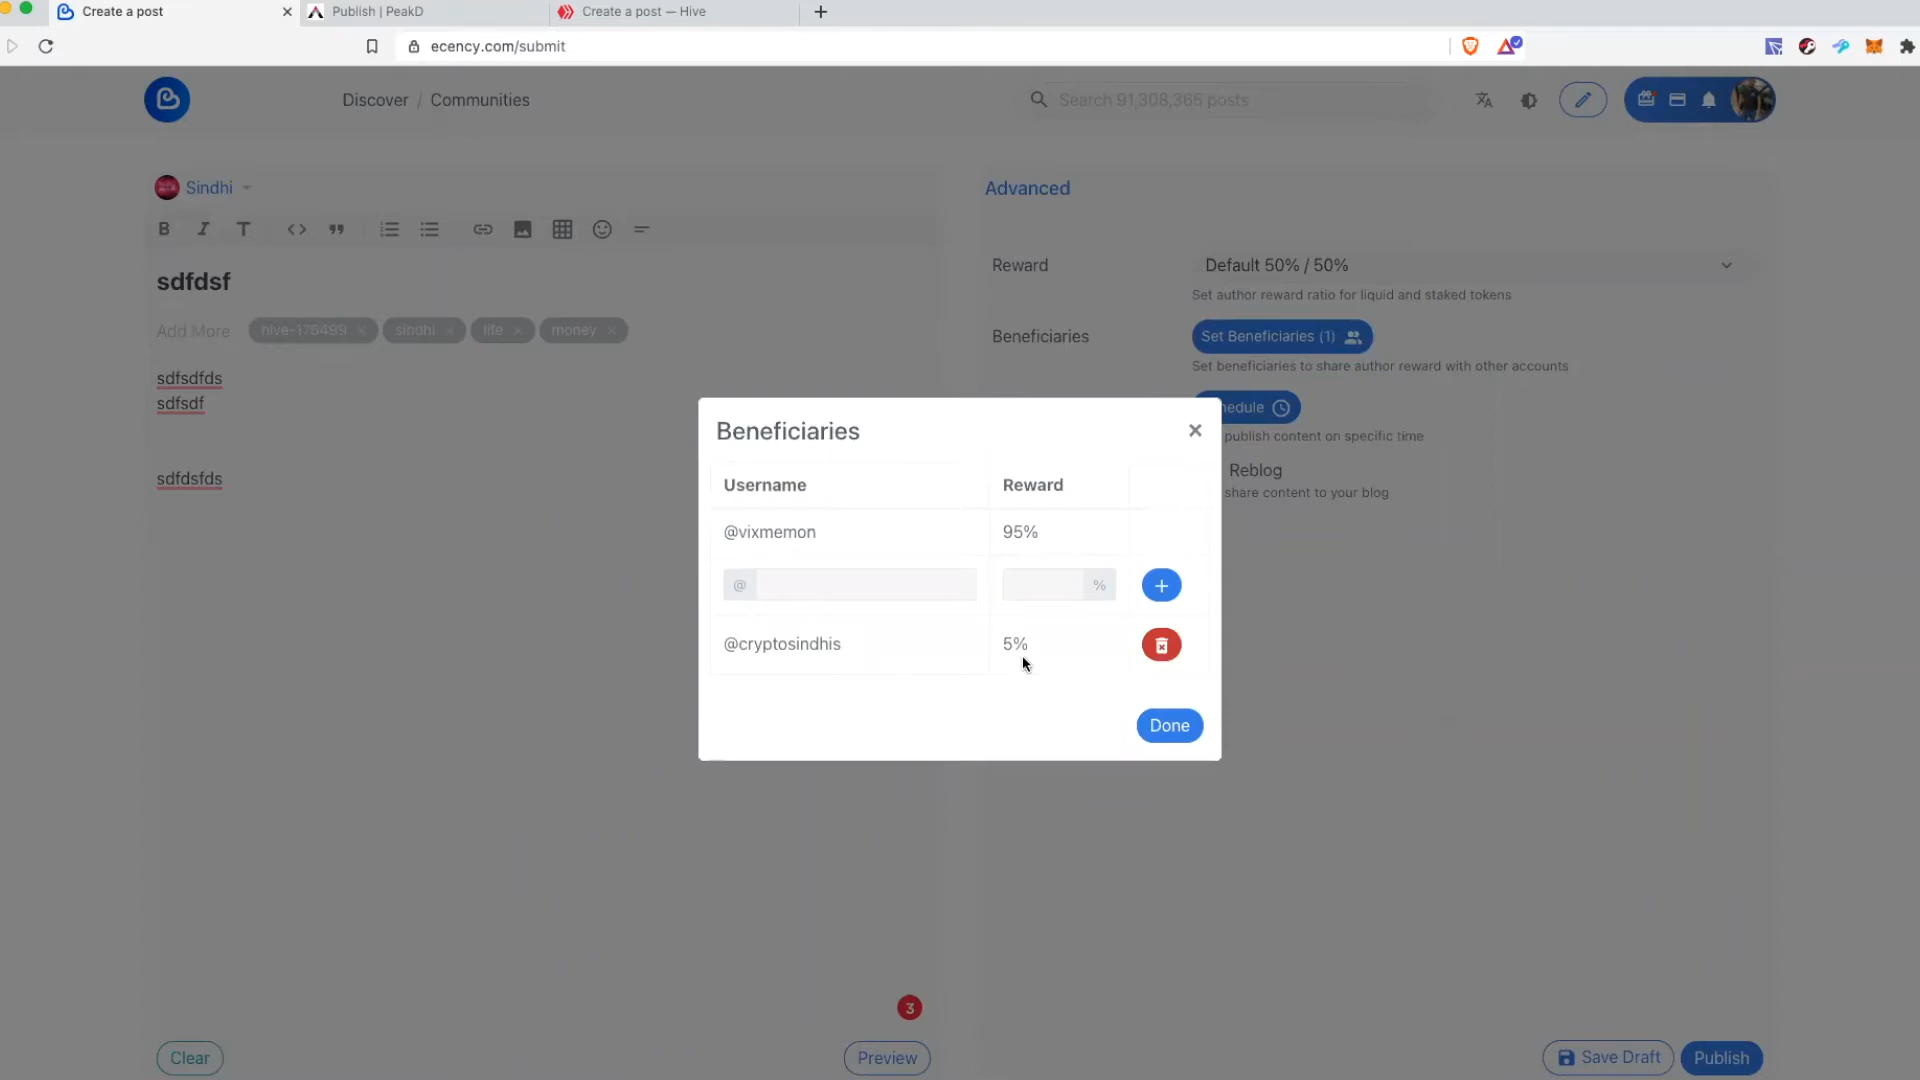 Create a post
Publish | PeakD
Create a post — Hive
ecency.com/submit
Discover / Communities
Search 91,308,365 posts
Sindhi
Advanced
B I T
sdfdsf
Reward
Default 50% / 50%
Set author reward ratio for liquid and staked tokens
Add More
hive-175499 × sindhi × life × money ×
Beneficiaries
Set Beneficiaries (1)
Set beneficiaries to share author reward with other accounts
sdfsdfds
sdfsdf
sdfdsfds
hedule
publish content on specific time
Reblog
share content to your blog
Beneficiaries
Username Reward
@vixmemon 95%
@ %
@cryptosindhis 5%
Done
3
Clear
Preview
Save Draft
Publish